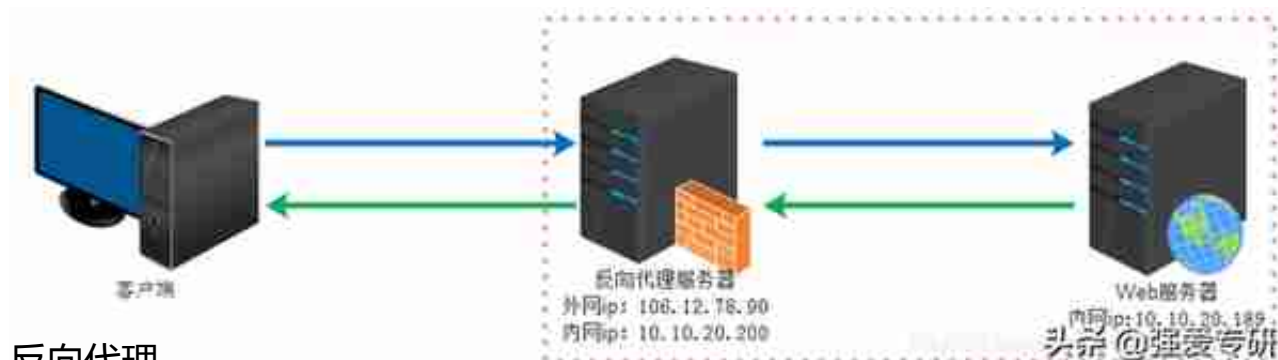 客户端
反向代理服务器
外网ip: 106.12.78.90
内网ip: 10.10.20.200
Web服务器
内网ip:10.10.20.189
头条 @强爱专研
反向代理